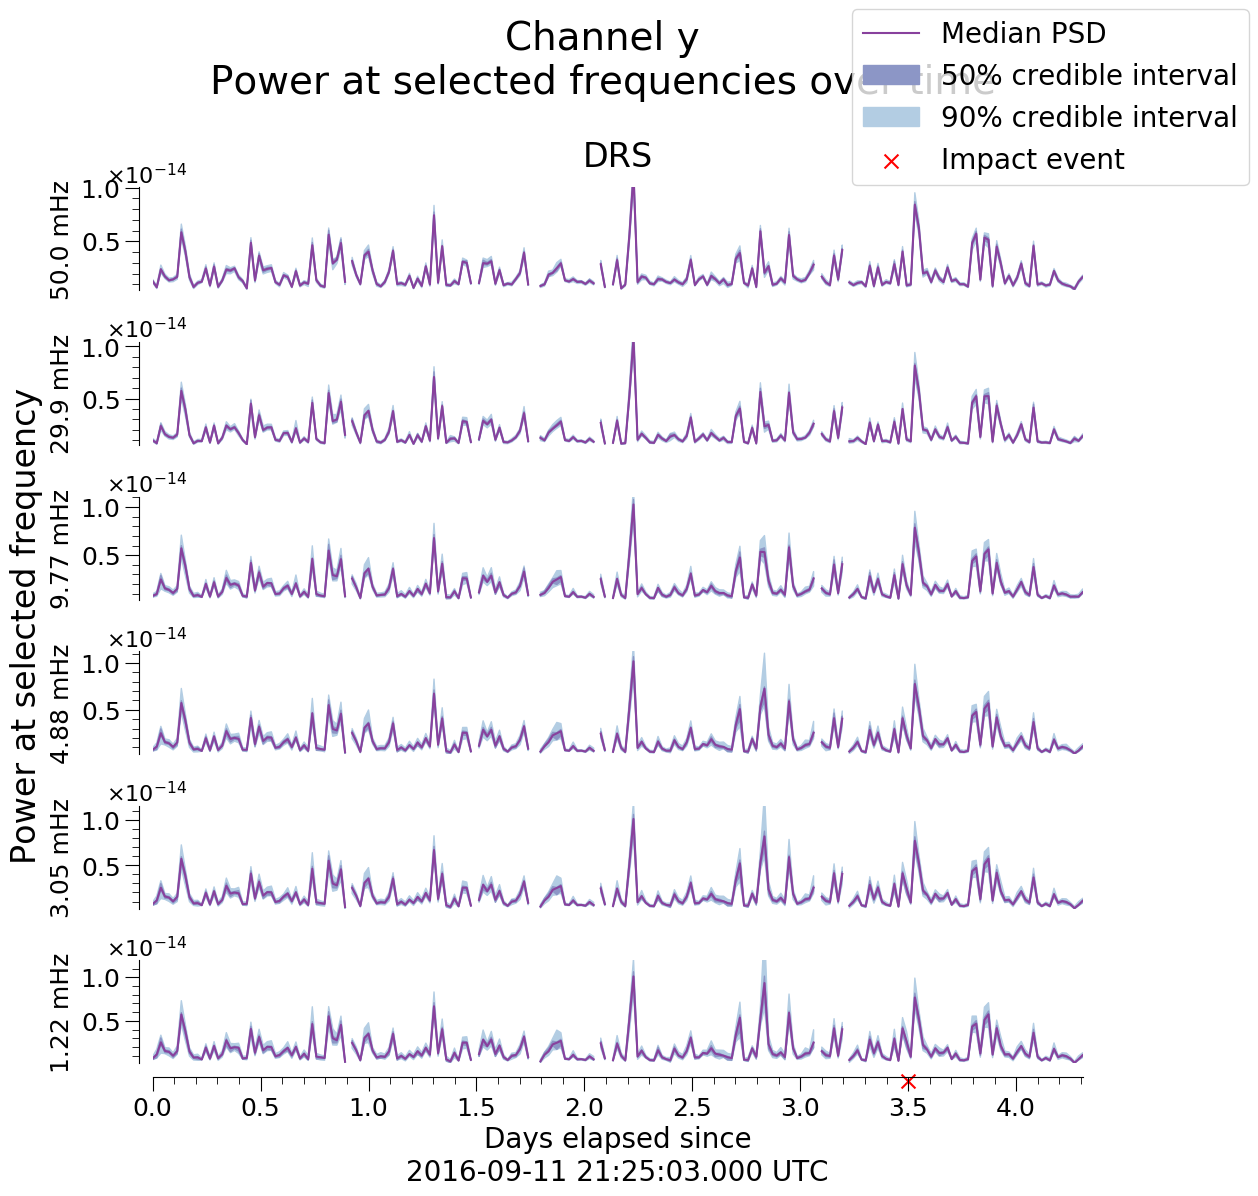 Channel y
Power at selected frequencies over time
Median PSD
50% credible interval
90% credible interval
Impact event
DRS
Power at selected frequency
×10⁻¹⁴
1.0
0.5
50.0 mHz
×10⁻¹⁴
1.0
0.5
29.9 mHz
×10⁻¹⁴
1.0
0.5
9.77 mHz
×10⁻¹⁴
1.0
0.5
4.88 mHz
×10⁻¹⁴
1.0
0.5
3.05 mHz
×10⁻¹⁴
1.0
0.5
1.22 mHz
0.0 0.5 1.0 1.5 2.0 2.5 3.0 3.5 4.0
Days elapsed since
2016-09-11 21:25:03.000 UTC